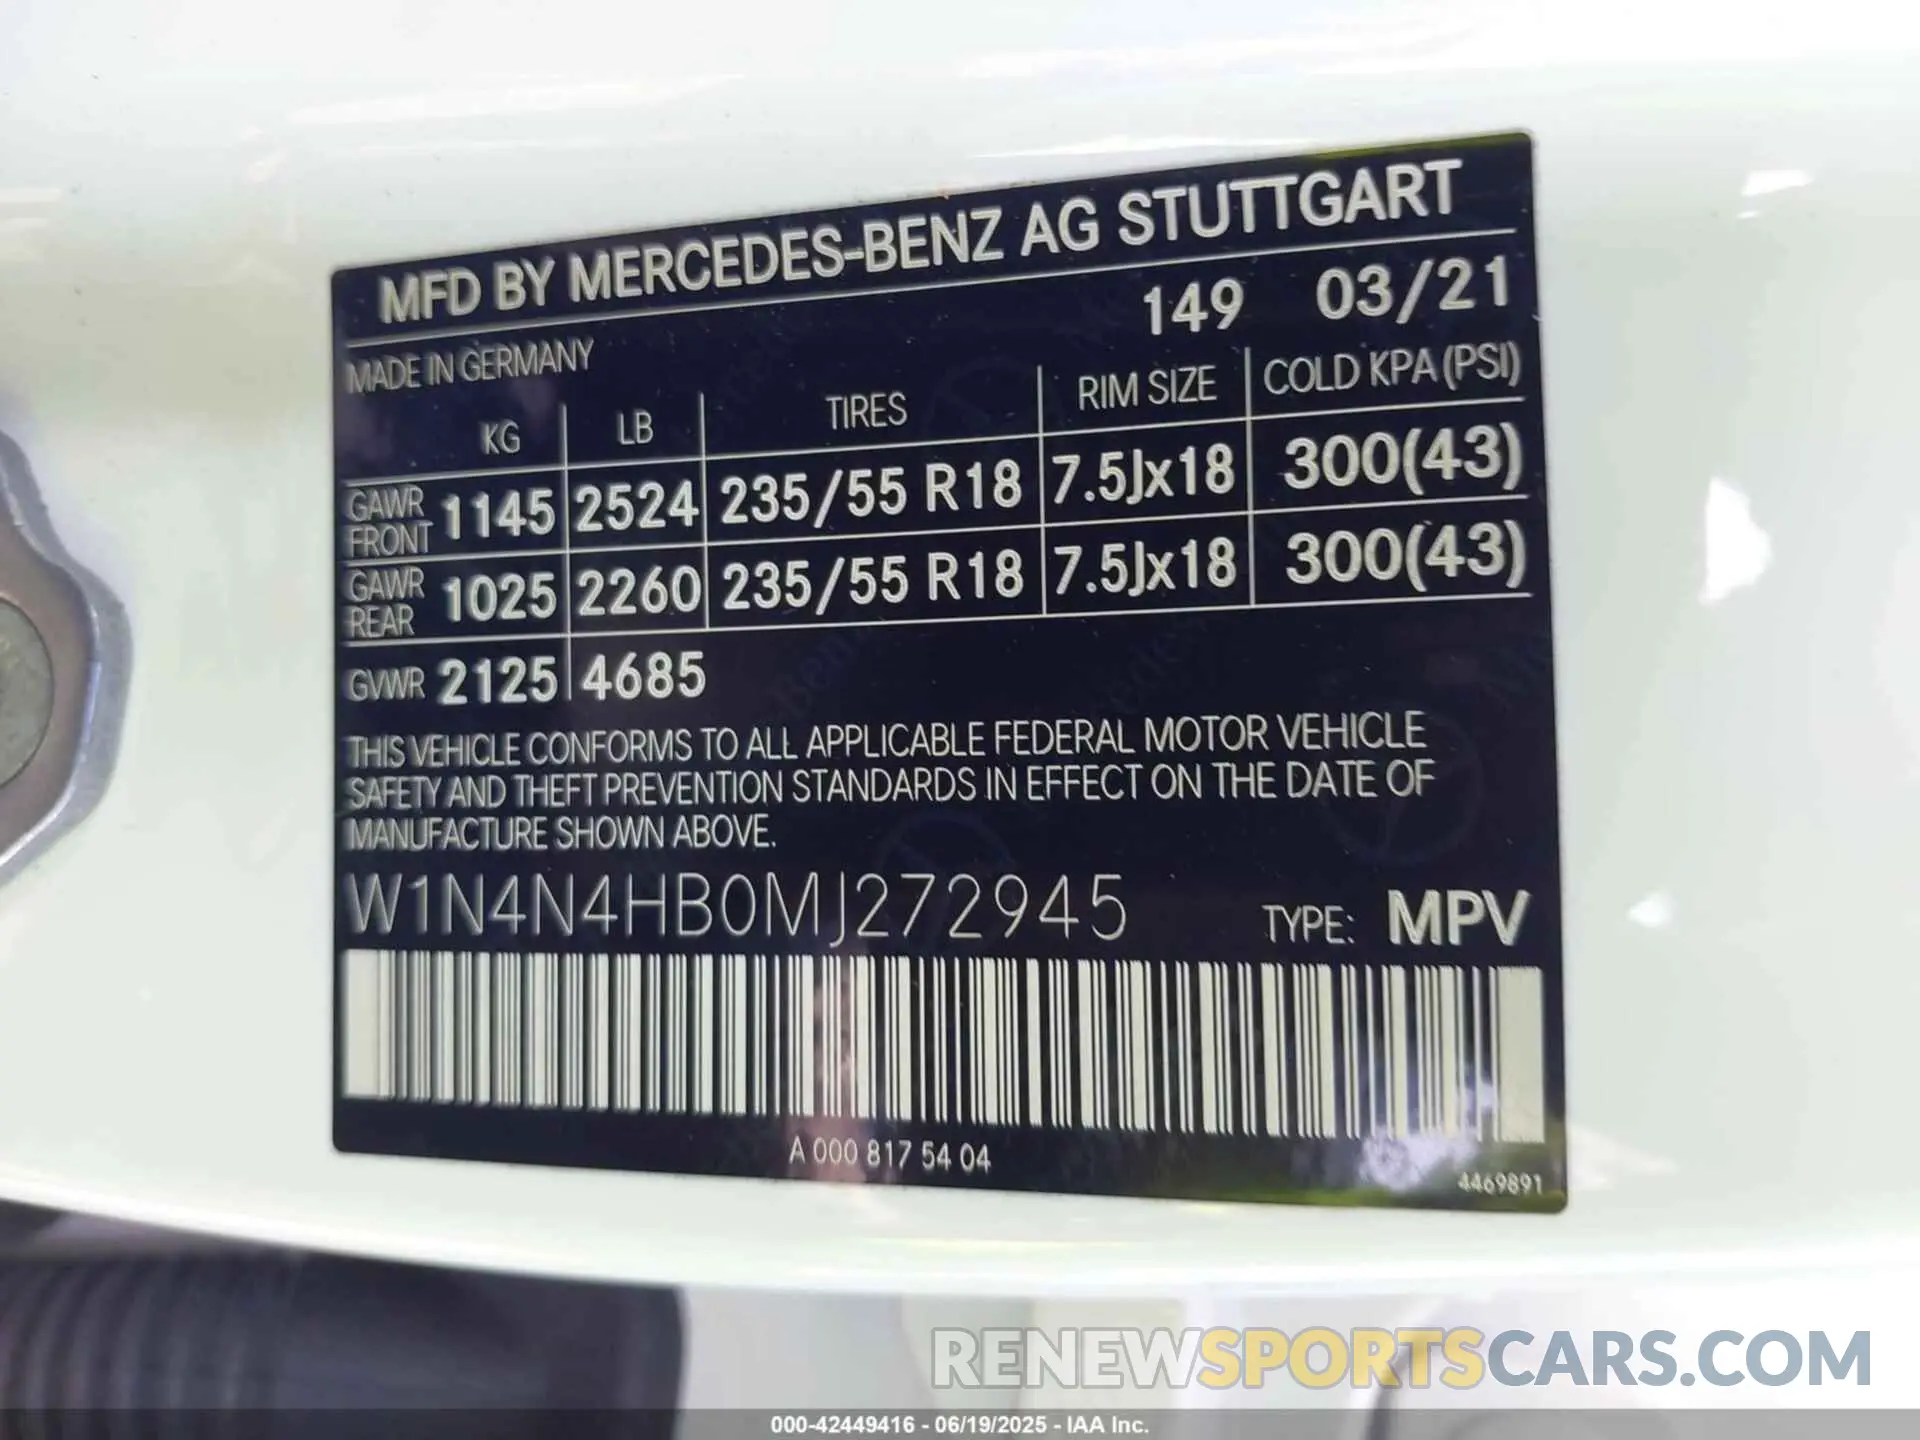 MFD BY MERCEDES-BENZ AG STUTTGART
149 03/21
MADE IN GERMANY
KG LB TIRES RIM SIZE COLD KPA (PSI)
GAWR FRONT 1145 2524 235/55 R18 7.5Jx18 300(43)
GAWR REAR 1025 2260 235/55 R18 7.5Jx18 300(43)
GVWR 2125 4685
THIS VEHICLE CONFORMS TO ALL APPLICABLE FEDERAL MOTOR VEHICLE
SAFETY AND THEFT PREVENTION STANDARDS IN EFFECT ON THE DATE OF
MANUFACTURE SHOWN ABOVE.
W1N4N4HB0MJ272945 TYPE: MPV
A 000 817 54 04
4469891
RENEWSPORTSCARS.COM
000-42449416 - 06/19/2025 - IAA Inc.